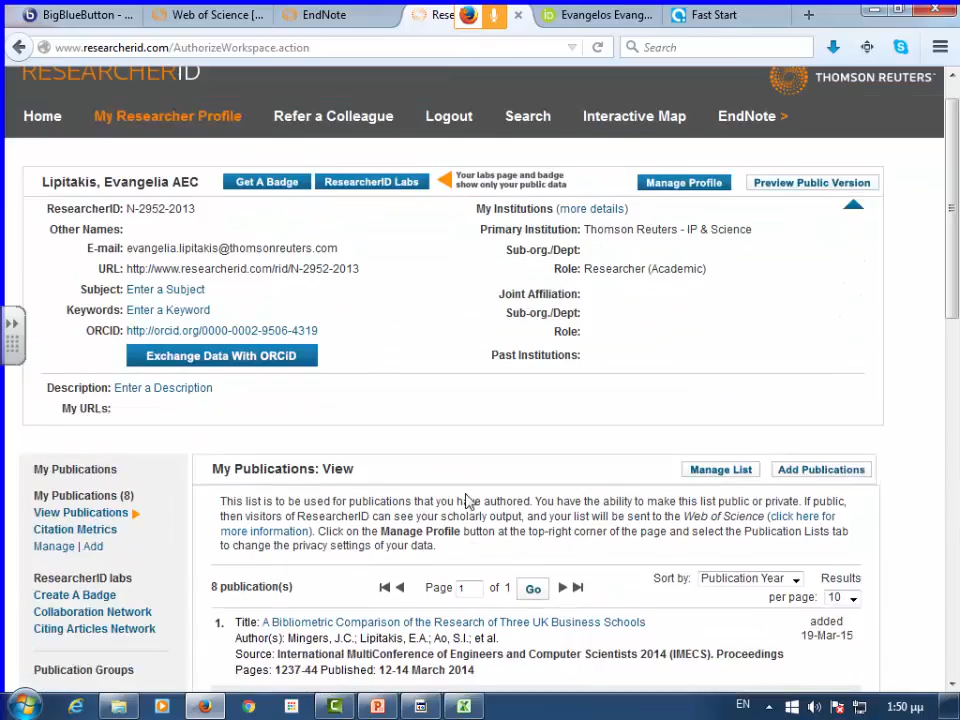 BigBlueButton - ...
Web of Science [...
EndNote
Rese
Evangelos Evang...
Fast Start
www.researcherid.com/AuthorizeWorkspace.action
Search
RESEARCHERID
THOMSON REUTERS
Home
My Researcher Profile
Refer a Colleague
Logout
Search
Interactive Map
EndNote >
Lipitakis, Evangelia AEC
Get A Badge
ResearcherID Labs
Your labs page and badge
show only your public data
Manage Profile
Preview Public Version
ResearcherID: N-2952-2013
Other Names:
E-mail: evangelia.lipitakis@thomsonreuters.com
URL: http://www.researcherid.com/rid/N-2952-2013
Subject: Enter a Subject
Keywords: Enter a Keyword
ORCID: http://orcid.org/0000-0002-9506-4319
Exchange Data With ORCiD
My Institutions (more details)
Primary Institution: Thomson Reuters - IP & Science
Sub-org./Dept:
Role: Researcher (Academic)
Joint Affiliation:
Sub-org./Dept:
Role:
Past Institutions:
Description: Enter a Description
My URLs:
My Publications
My Publications (8)
View Publications
Citation Metrics
Manage | Add
ResearcherID labs
Create A Badge
Collaboration Network
Citing Articles Network
Publication Groups
My Publications: View
Manage List
Add Publications
This list is to be used for publications that you have authored. You have the ability to make this list public or private. If public,
then visitors of ResearcherID can see your scholarly output, and your list will be sent to the Web of Science (click here for
more information). Click on the Manage Profile button at the top-right corner of the page and select the Publication Lists tab
to change the privacy settings of your data.
8 publication(s)
Page 1 of 1 Go
Sort by: Publication Year
Results
per page: 10
1. Title: A Bibliometric Comparison of the Research of Three UK Business Schools
Author(s): Mingers, J.C.; Lipitakis, E.A.; Ao, S.I.; et al.
Source: International MultiConference of Engineers and Computer Scientists 2014 (IMECS). Proceedings
Pages: 1237-44 Published: 12-14 March 2014
added
19-Mar-15
EN
1:50 μμ